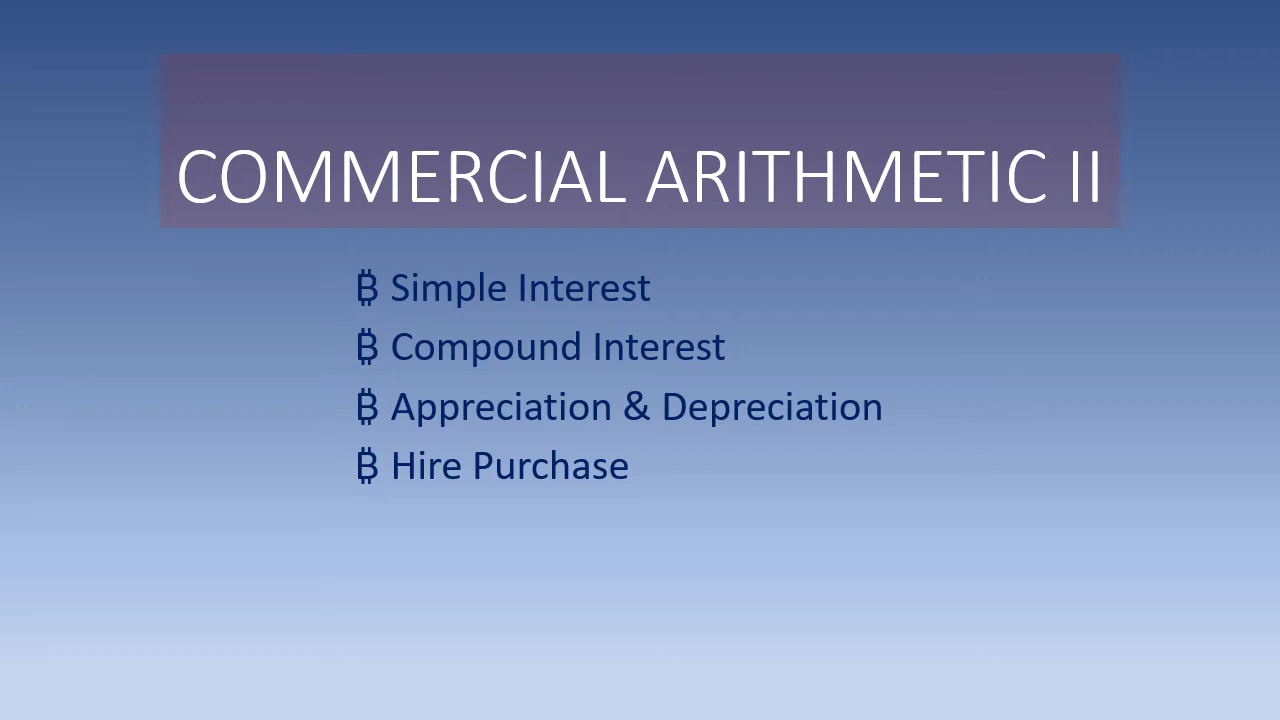 COMMERCIAL ARITHMETIC II
₿ Simple Interest
₿ Compound Interest
₿ Appreciation & Depreciation
₿ Hire Purchase